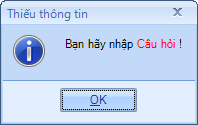 Thiếu thông tin
Bạn hãy nhập Câu hỏi !
OK